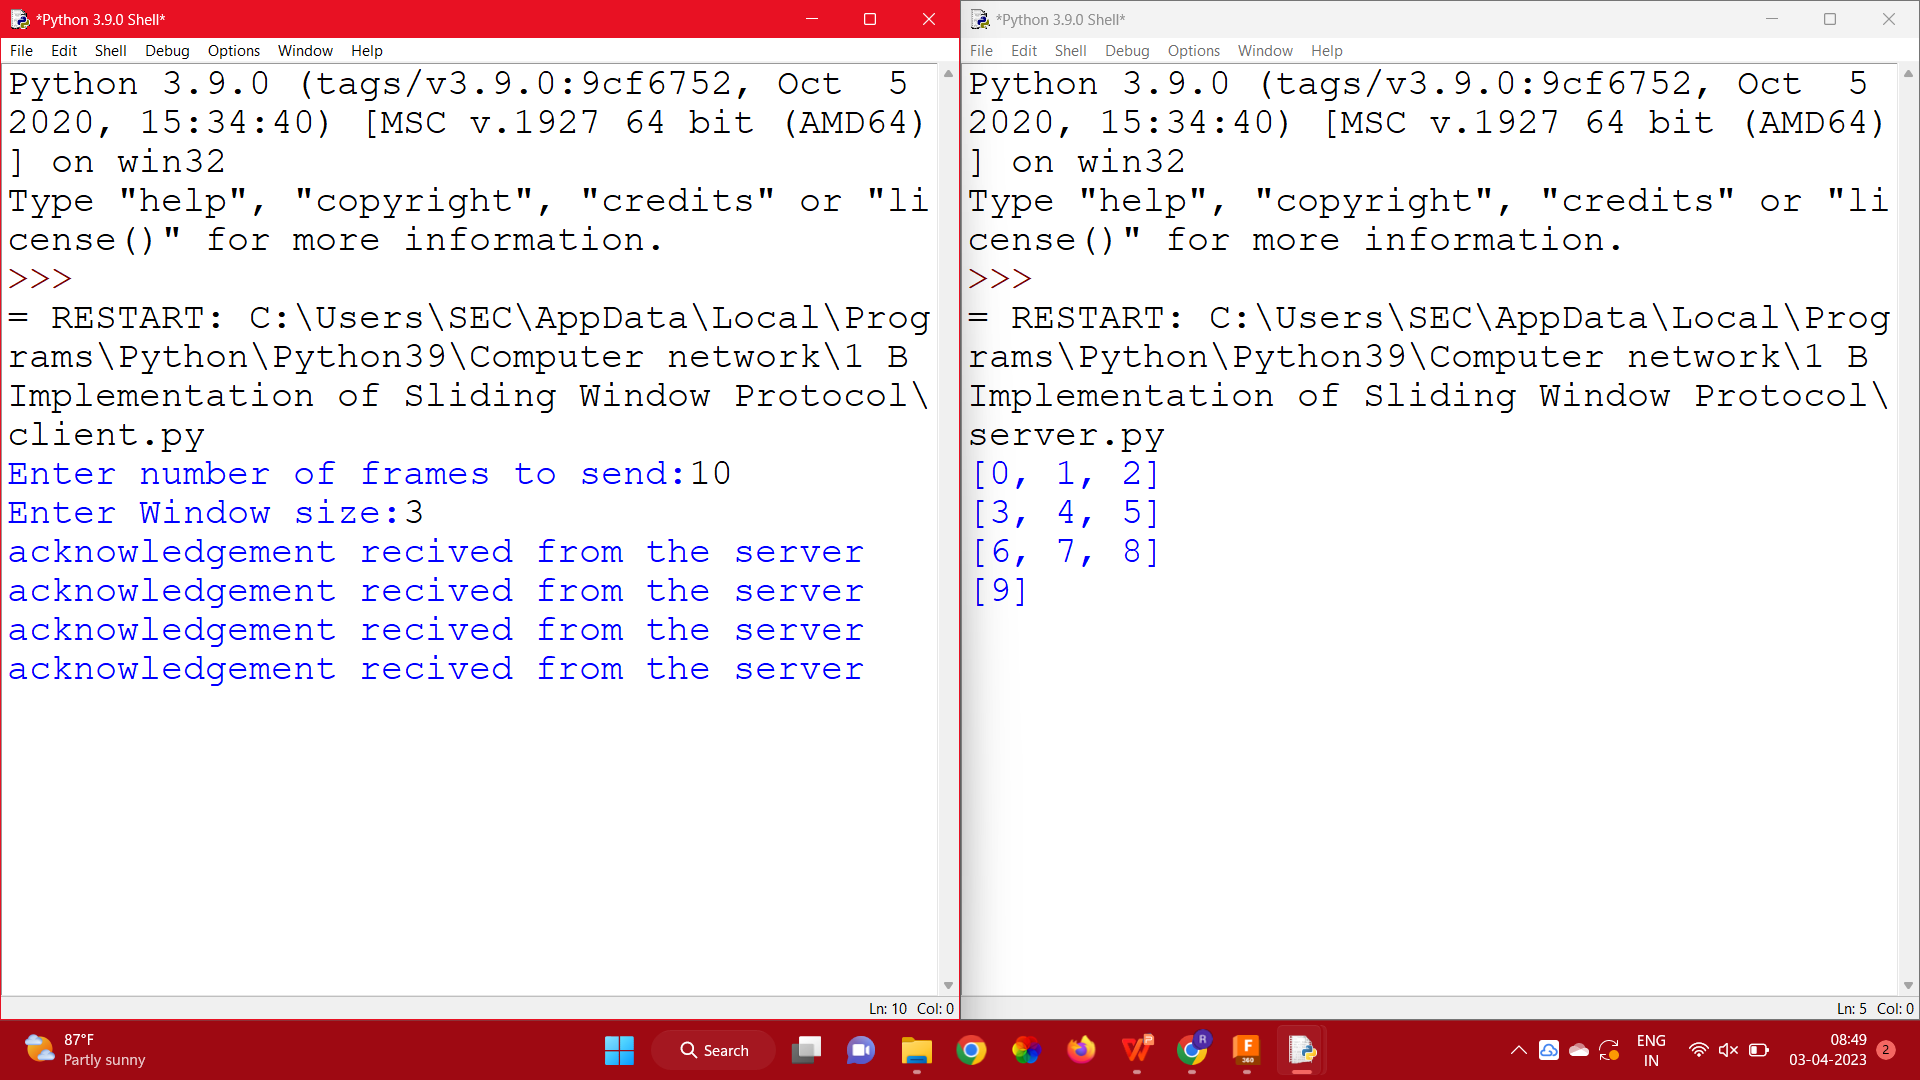 *Python 3.9.0 Shell*
File Edit Shell Debug Options Window Help
Python 3.9.0 (tags/v3.9.0:9cf6752, Oct  5
2020, 15:34:40) [MSC v.1927 64 bit (AMD64)
] on win32
Type "help", "copyright", "credits" or "li
cense()" for more information.
>>>
= RESTART: C:\Users\SEC\AppData\Local\Prog
rams\Python\Python39\Computer network\1 B
Implementation of Sliding Window Protocol\
client.py
Enter number of frames to send:10
Enter Window size:3
acknowledgement recived from the server
acknowledgement recived from the server
acknowledgement recived from the server
acknowledgement recived from the server
Ln: 10 Col: 0
*Python 3.9.0 Shell*
File Edit Shell Debug Options Window Help
Python 3.9.0 (tags/v3.9.0:9cf6752, Oct  5
2020, 15:34:40) [MSC v.1927 64 bit (AMD64)
] on win32
Type "help", "copyright", "credits" or "li
cense()" for more information.
>>>
= RESTART: C:\Users\SEC\AppData\Local\Prog
rams\Python\Python39\Computer network\1 B
Implementation of Sliding Window Protocol\
server.py
[0, 1, 2]
[3, 4, 5]
[6, 7, 8]
[9]
Ln: 5 Col: 0
87°F
Partly sunny
Search
R
F
360
ENG
IN
08:49
03-04-2023
2